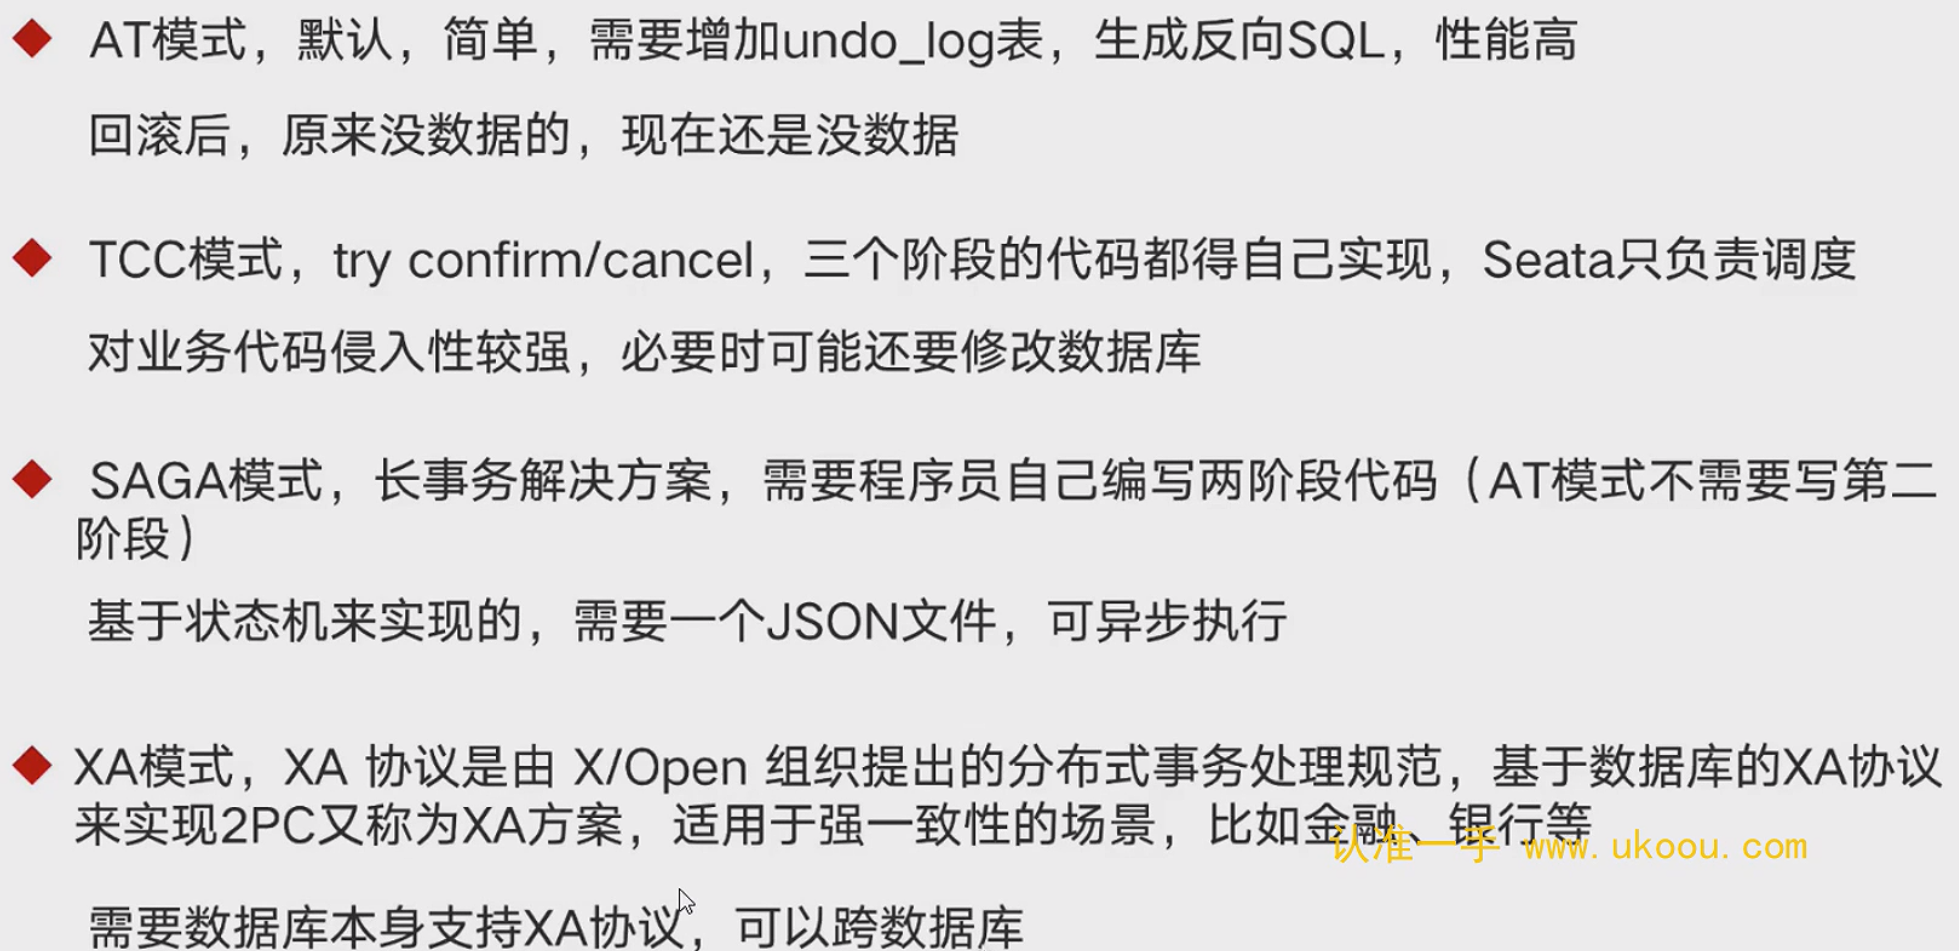 AT模式，默认，简单，需要增加undo_log表，生成反向SQL，性能高
回滚后，原来没数据的，现在还是没数据
TCC模式，try confirm/cancel，三个阶段的代码都得自己实现，Seata只负责调度
对业务代码侵入性较强，必要时可能还要修改数据库
SAGA模式，长事务解决方案，需要程序员自己编写两阶段代码（AT模式不需要写第二
阶段）
基于状态机来实现的，需要一个JSON文件，可异步执行
XA模式，XA 协议是由 X/Open 组织提出的分布式事务处理规范，基于数据库的XA协议
来实现2PC又称为XA方案，适用于强一致性的场景，比如金融、银行等
认准一手 www.ukoou.com
需要数据库本身支持XA协议，可以跨数据库